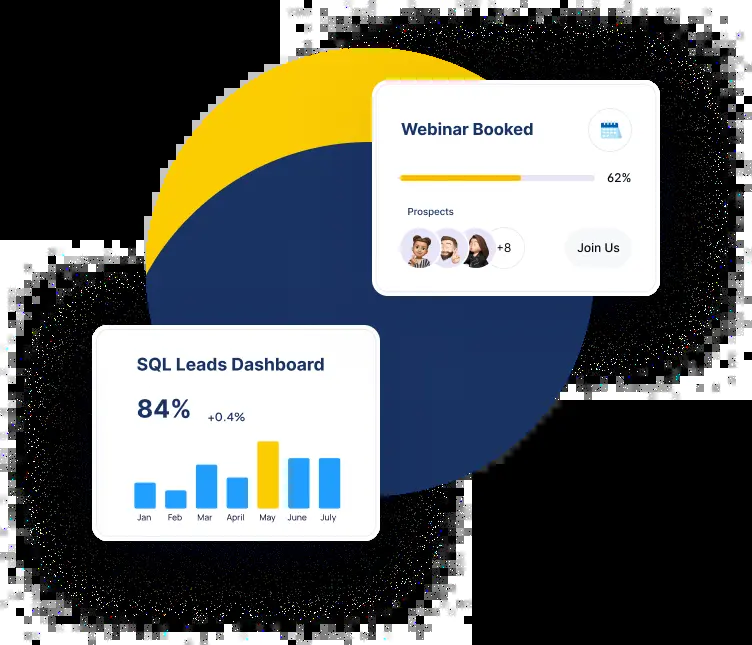 Webinar Booked
62%
Prospects
+8
Join Us
SQL Leads Dashboard
84% +0.4%
Jan Feb Mar April May June July